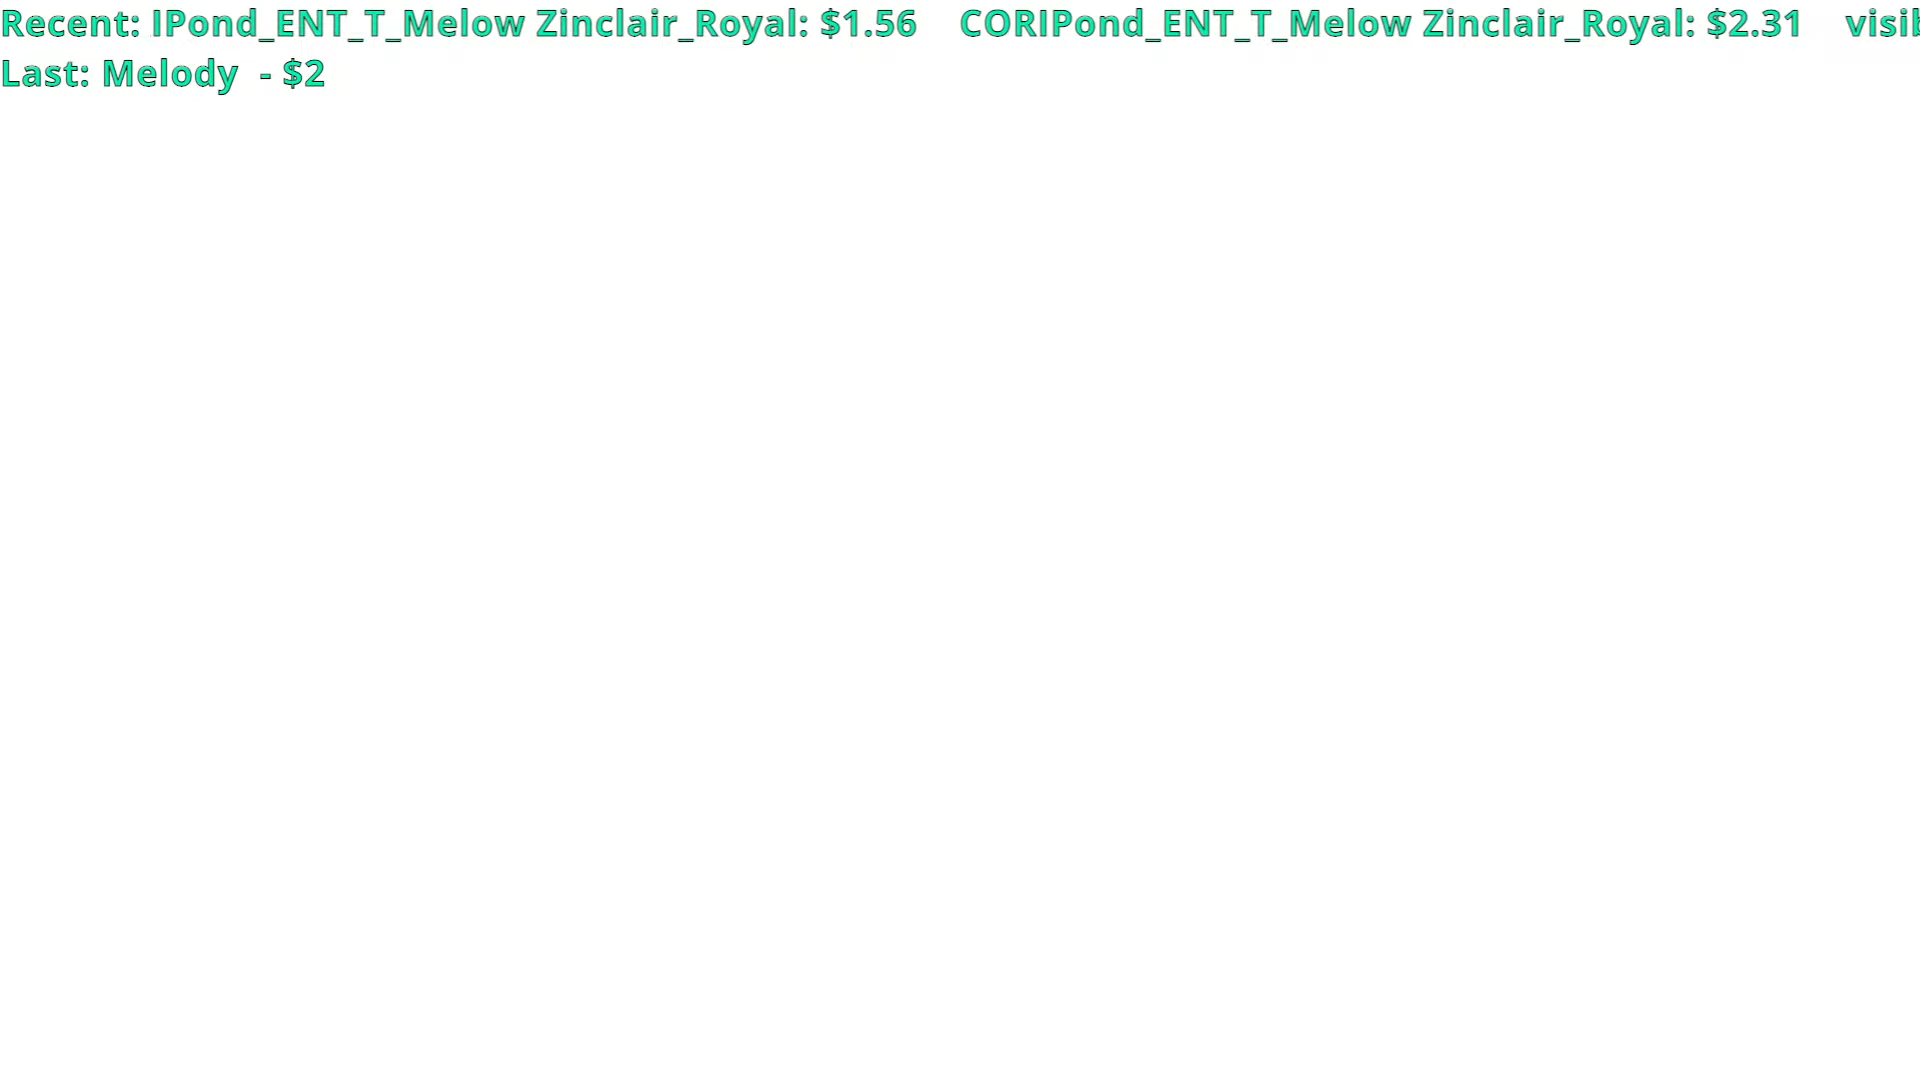 Recent: IPond_ENT_T_Melow Zinclair_Royal: $1.56 CORIPond_ENT_T_Melow Zinclair_Royal: $2.31
Last: Melody - $2